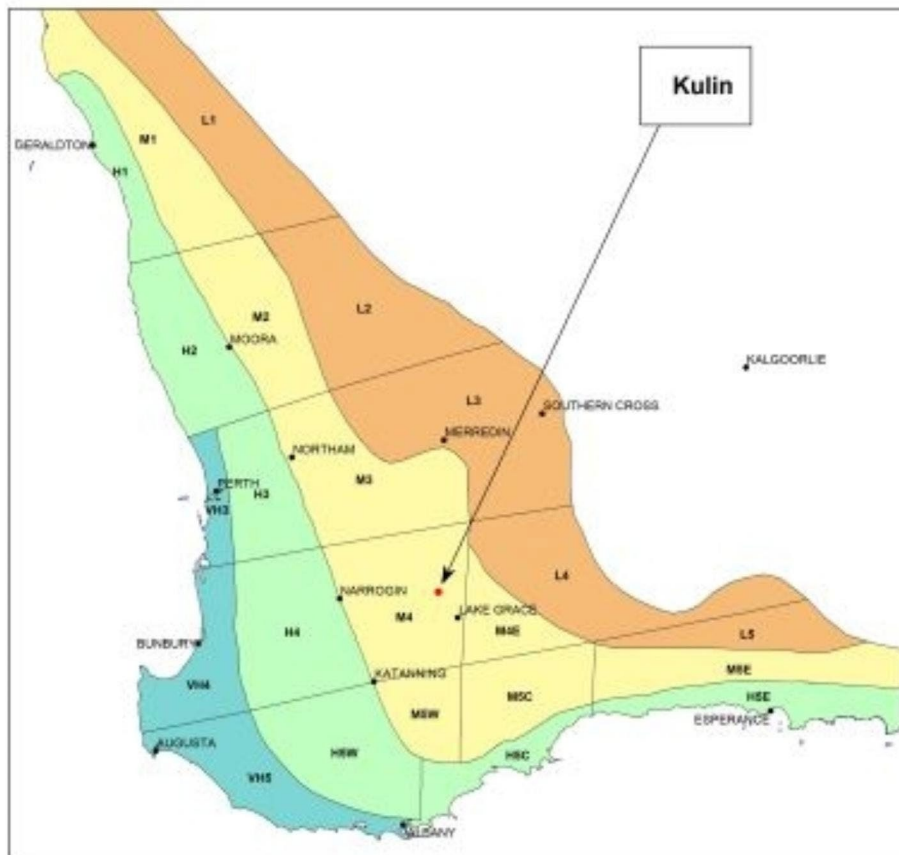 Kulin
L1
M1
GERALDTON
H1
L2
M2
MOORA
H2
KALGOORLIE
L3
SOUTHERN CROSS
MERREDIN
NORTHAM
M3
PERTH
H3
VH3
L4
NARROGIN
M4
LAKE GRACE
M4E
H4
L5
BUNBURY
M5E
KATANNING
VH4
M5C
H5E
M5W
ESPERANCE
AUGUSTA
H5W
H5C
VH5
ALBANY